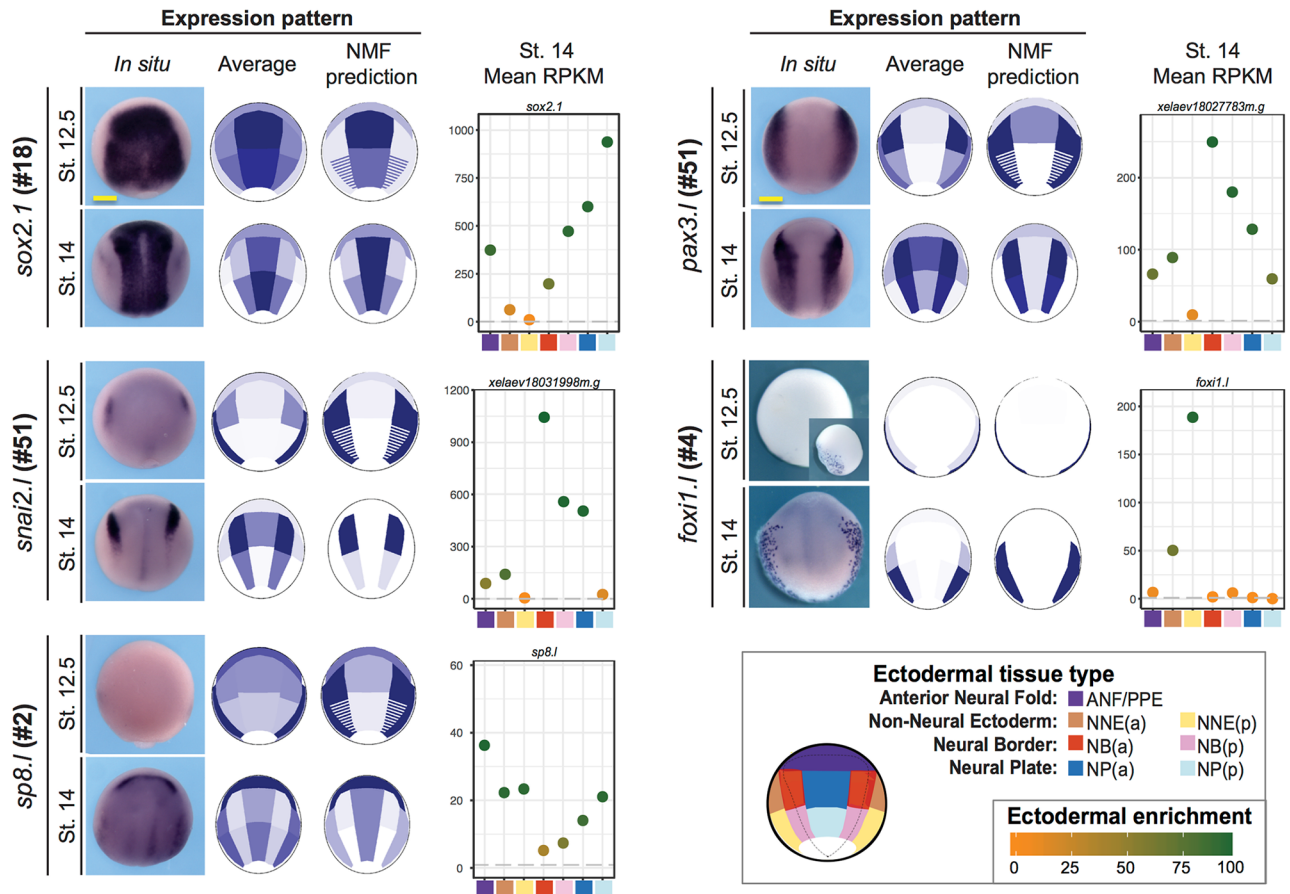 Expression pattern
In situ
Average
NMF
prediction
St. 14
Mean RPKM
sox2.1 (#18)
St. 12.5
St. 14
sox2.1
1000
750
500
250
0
snai2.l (#51)
St. 12.5
St. 14
xelaev18031998m.g
1200
900
600
300
0
sp8.l (#2)
St. 12.5
St. 14
sp8.l
60
40
20
0
Expression pattern
In situ
Average
NMF
prediction
St. 14
Mean RPKM
pax3.l (#51)
St. 12.5
St. 14
xelaev18027783m.g
200
100
0
foxi1.l (#4)
St. 12.5
St. 14
foxi1.l
200
150
100
50
0
Ectodermal tissue type
Anterior Neural Fold: ANF/PPE
Non-Neural Ectoderm: NNE(a) NNE(p)
Neural Border: NB(a) NB(p)
Neural Plate: NP(a) NP(p)
Ectodermal enrichment
0 25 50 75 100